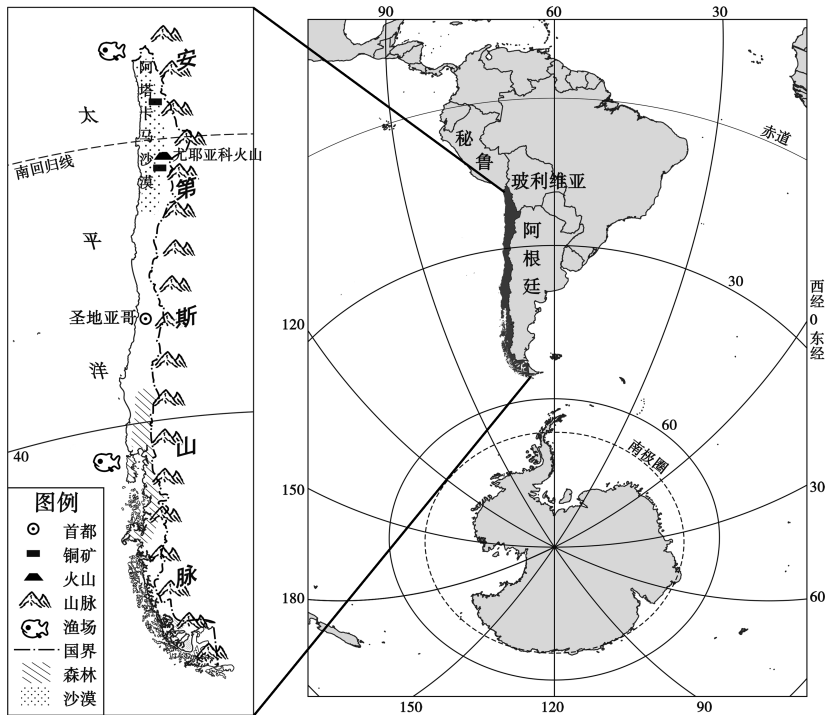 90
60
30
赤道
秘鲁
玻利维亚
阿根廷
30
西经0东经
120
60
南极圈
150
30
180
60
150
120
90
安第斯山脉
阿塔卡马沙漠
太平洋
南回归线
尤耶亚科火山
圣地亚哥
40
图例
首都
铜矿
火山
山脉
渔场
国界
森林
沙漠